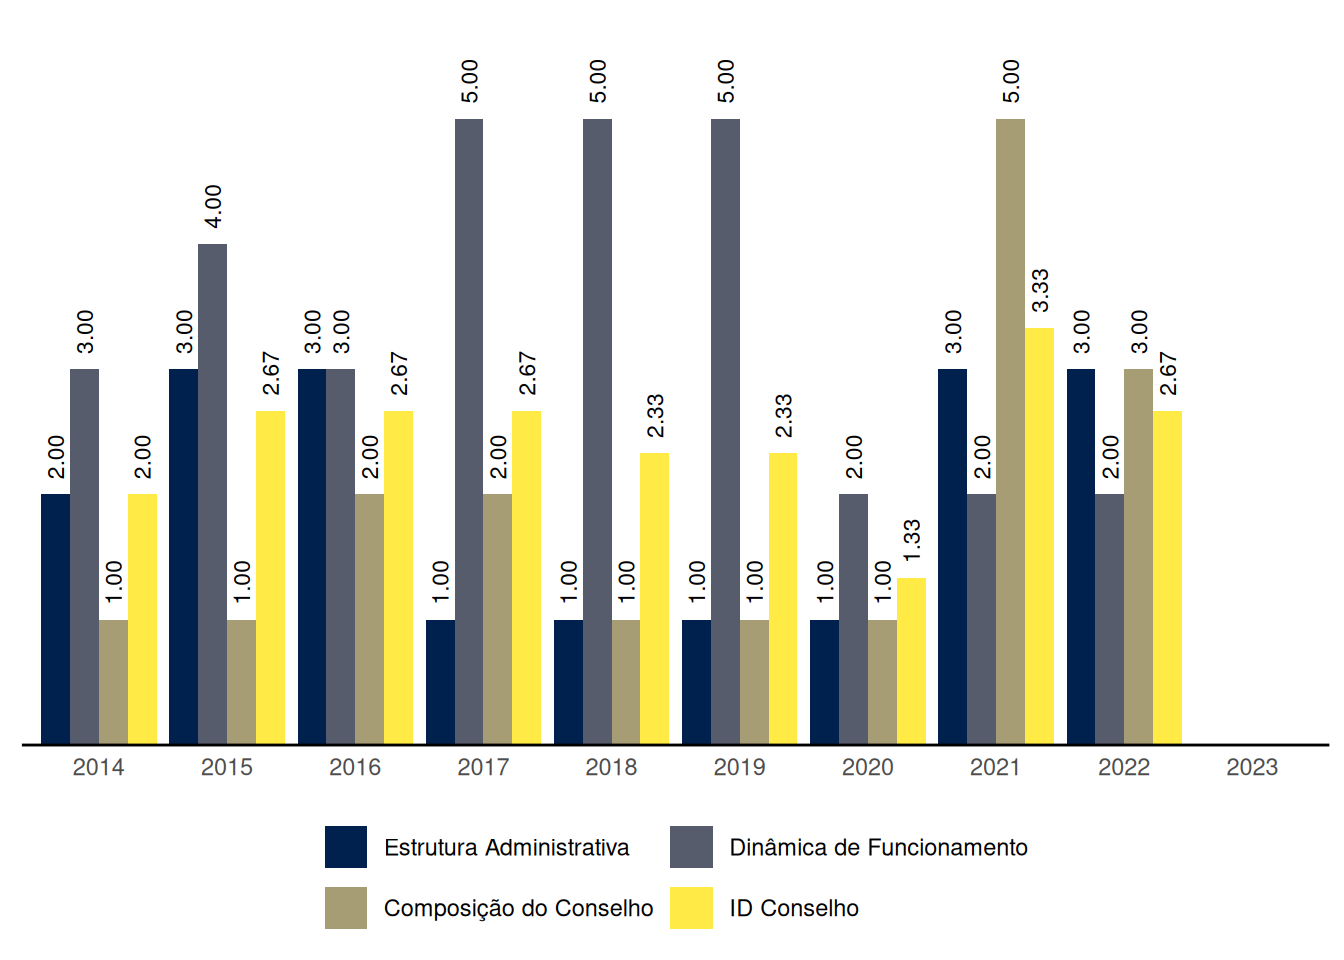 2.00 3.00 1.00 2.00 3.00 4.00 1.00 2.67 3.00 3.00 2.00 2.67 1.00 5.00 2.00 2.67 1.00 5.00 1.00 2.33 1.00 5.00 1.00 2.33 1.00 2.00 1.00 1.33 3.00 2.00 5.00 3.33 3.00 2.00 3.00 2.67
2014 2015 2016 2017 2018 2019 2020 2021 2022 2023
Estrutura Administrativa Dinâmica de Funcionamento
Composição do Conselho ID Conselho